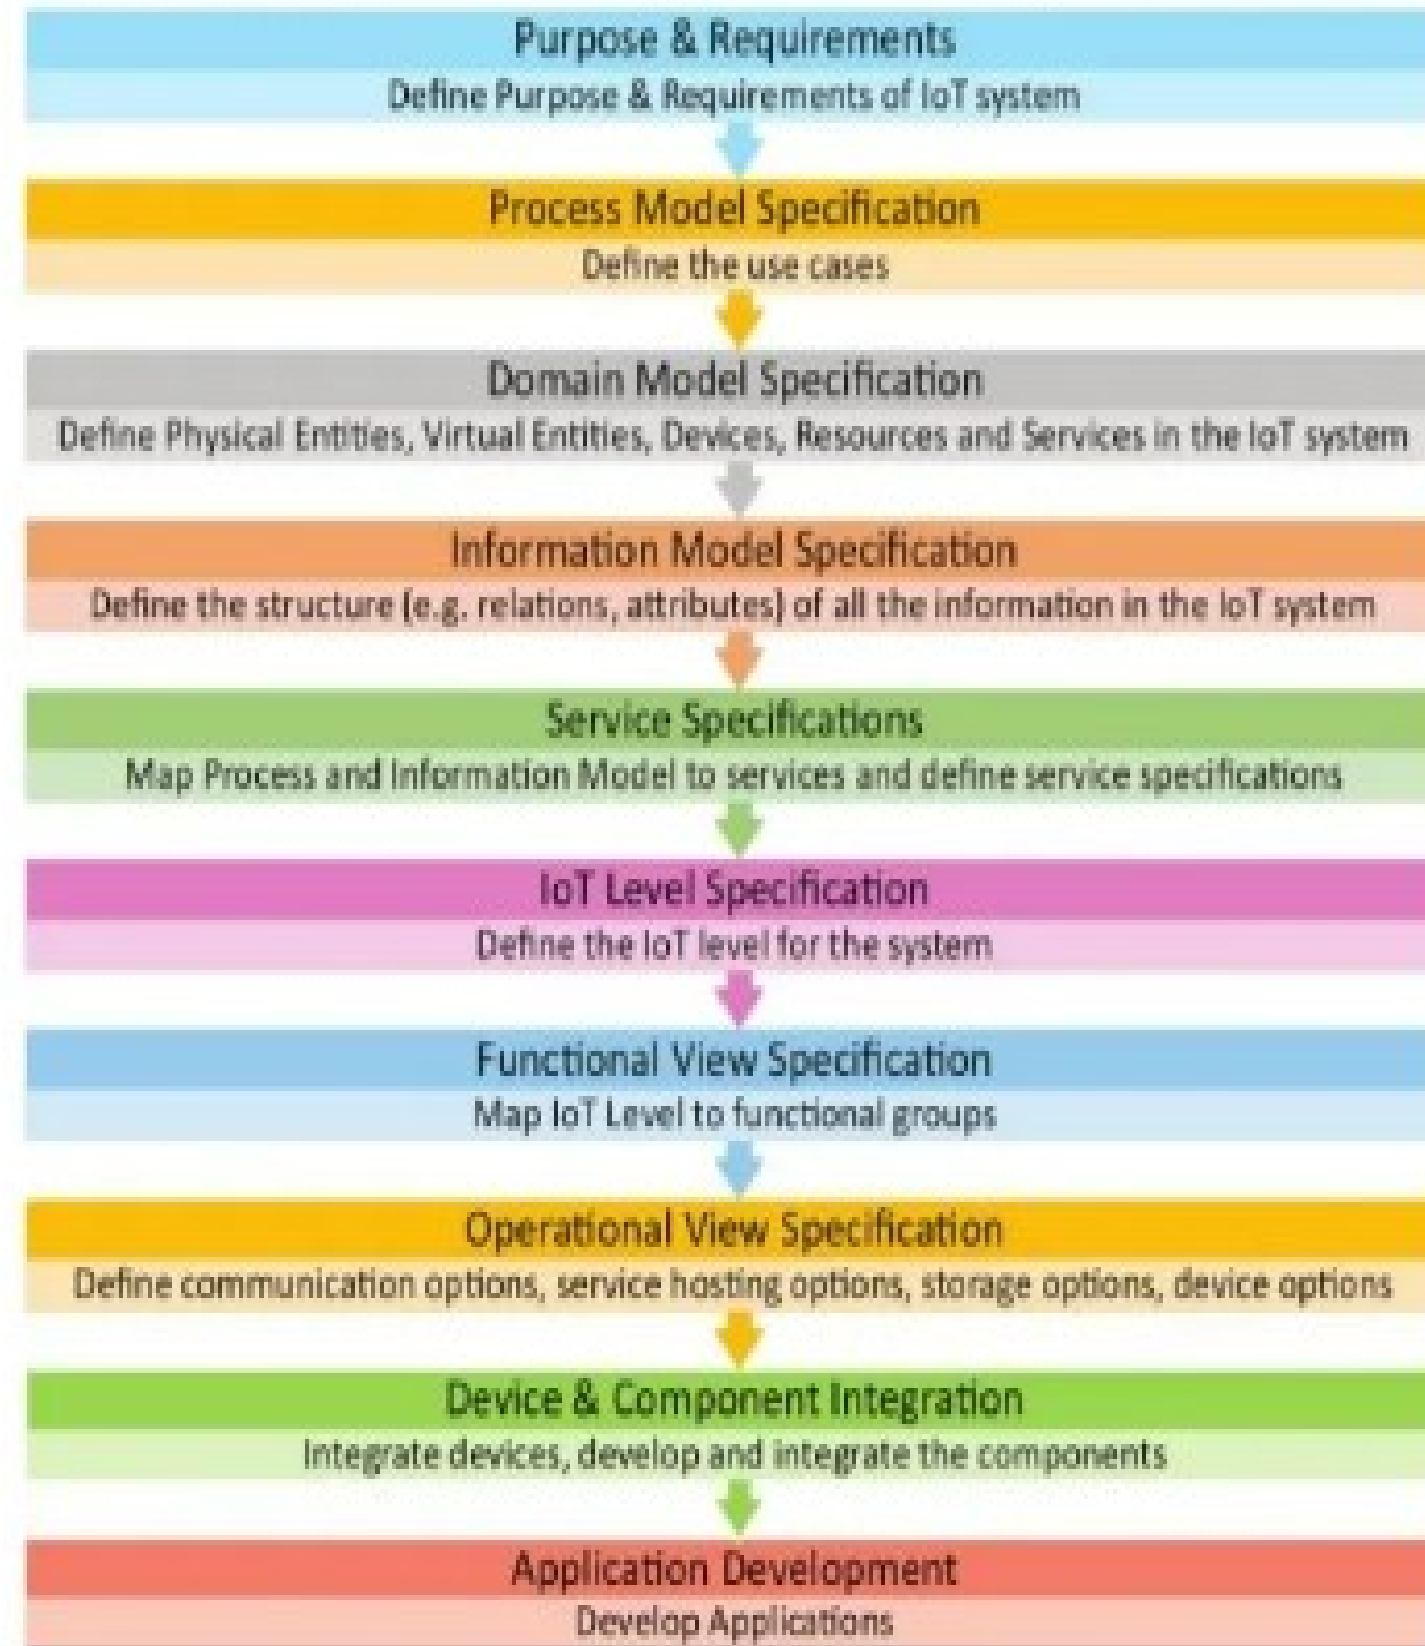 Purpose & Requirements
Define Purpose & Requirements of IoT system
Process Model Specification
Define the use cases
Domain Model Specification
Define Physical Entities, Virtual Entities, Devices, Resources and Services in the IoT system
Information Model Specification
Define the structure (e.g. relations, attributes) of all the information in the IoT system
Service Specifications
Map Process and Information Model to services and define service specifications
IoT Level Specification
Define the IoT level for the system
Functional View Specification
Map IoT Level to functional groups
Operational View Specification
Define communication options, service hosting options, storage options, device options
Device & Component Integration
Integrate devices, develop and integrate the components
Application Development
Develop Applications